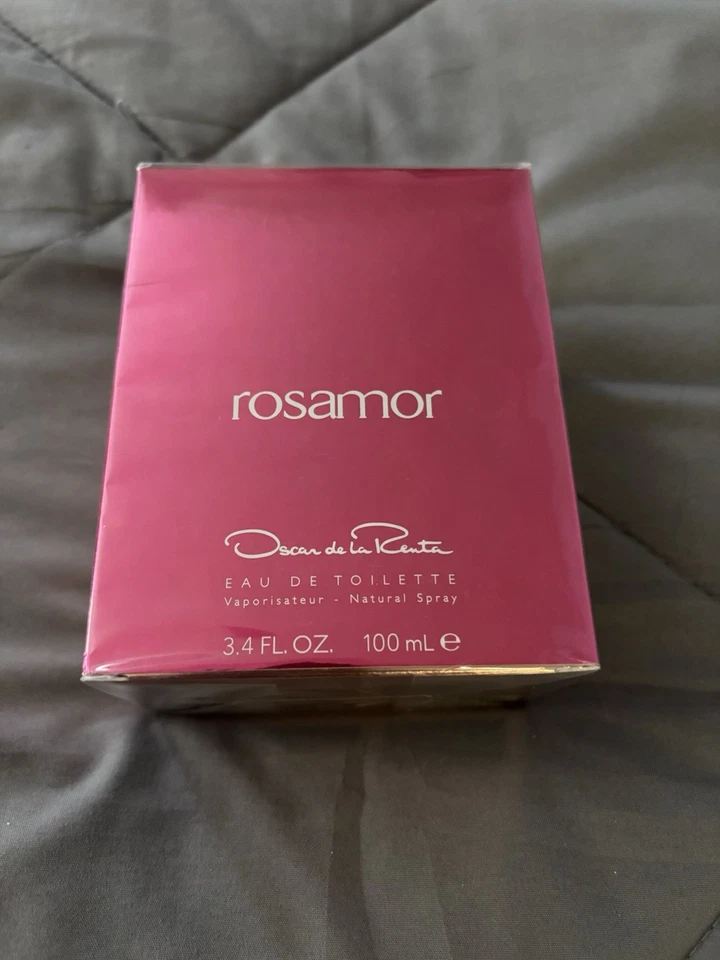 rosamor
Oscar de la Renta
EAU DE TOILETTE
Vaporisateur - Natural Spray
3.4 FL. OZ. 100 mL ℮